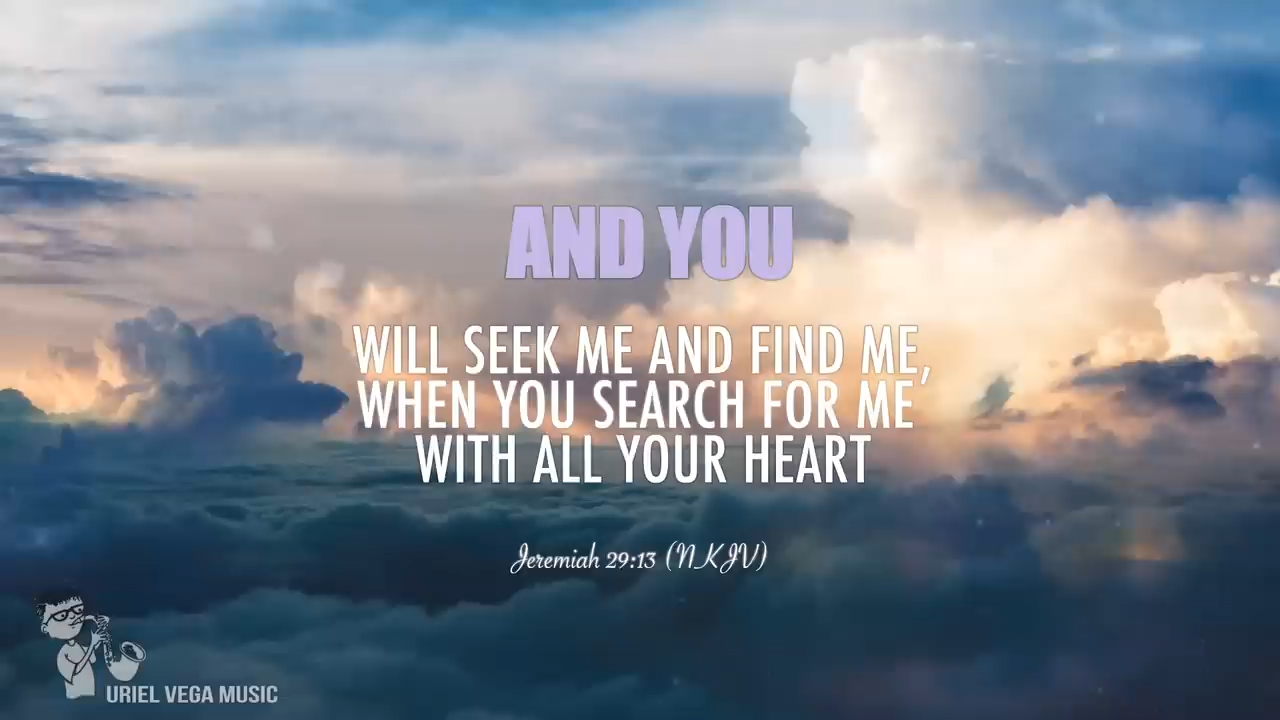 AND YOU
WILL SEEK ME AND FIND ME,
WHEN YOU SEARCH FOR ME
WITH ALL YOUR HEART
Jeremiah 29:13 (NKJV)
URIEL VEGA MUSIC